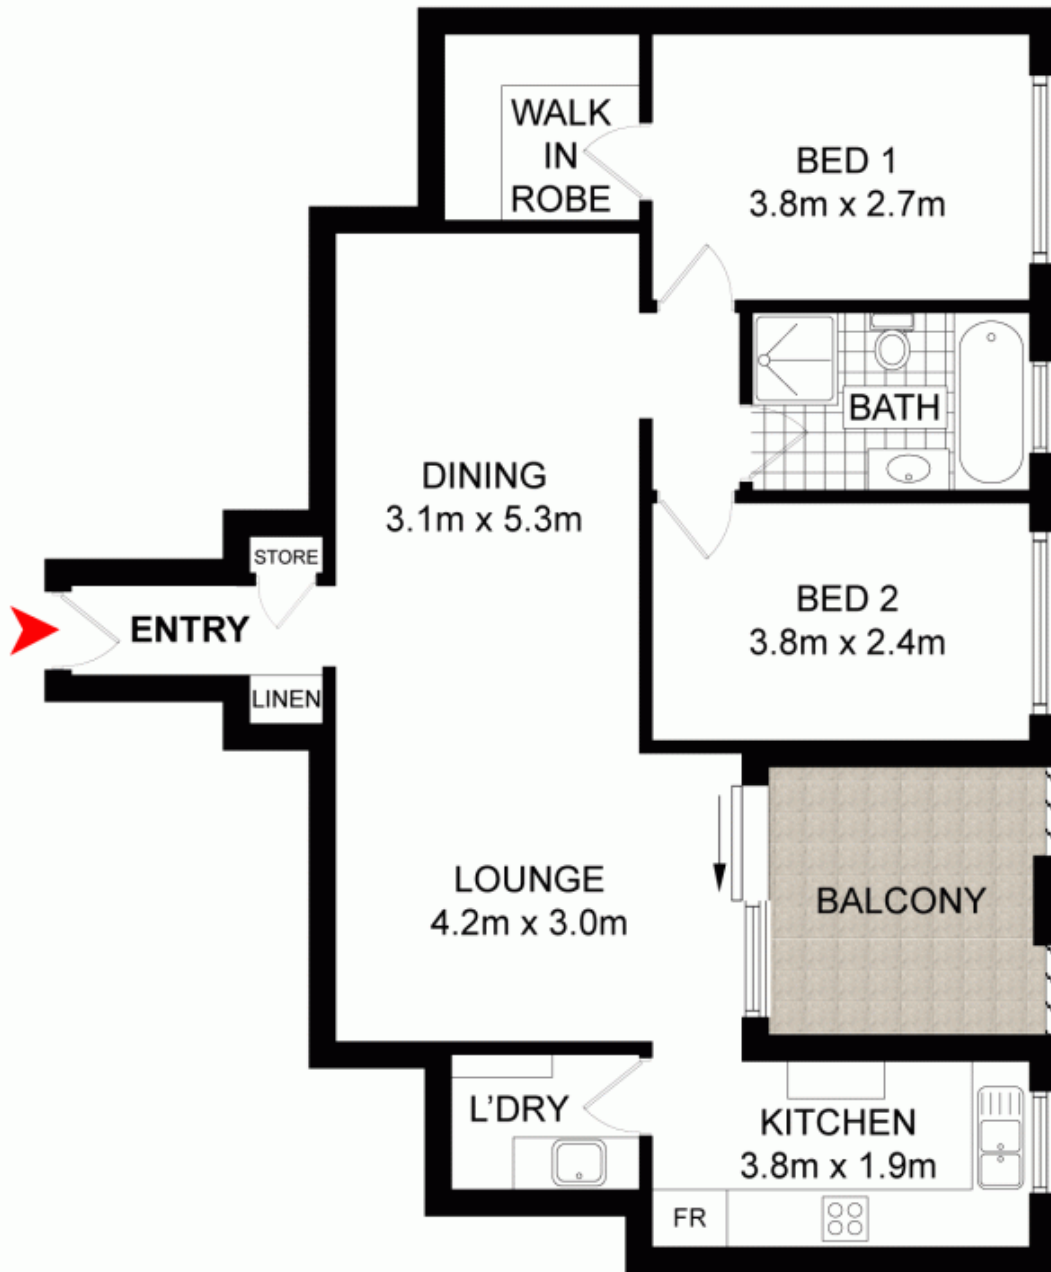 WALK
IN
ROBE
BED 1
3.8m x 2.7m
BATH
DINING
3.1m x 5.3m
STORE
ENTRY
LINEN
BED 2
3.8m x 2.4m
LOUNGE
4.2m x 3.0m
BALCONY
L'DRY
KITCHEN
3.8m x 1.9m
FR